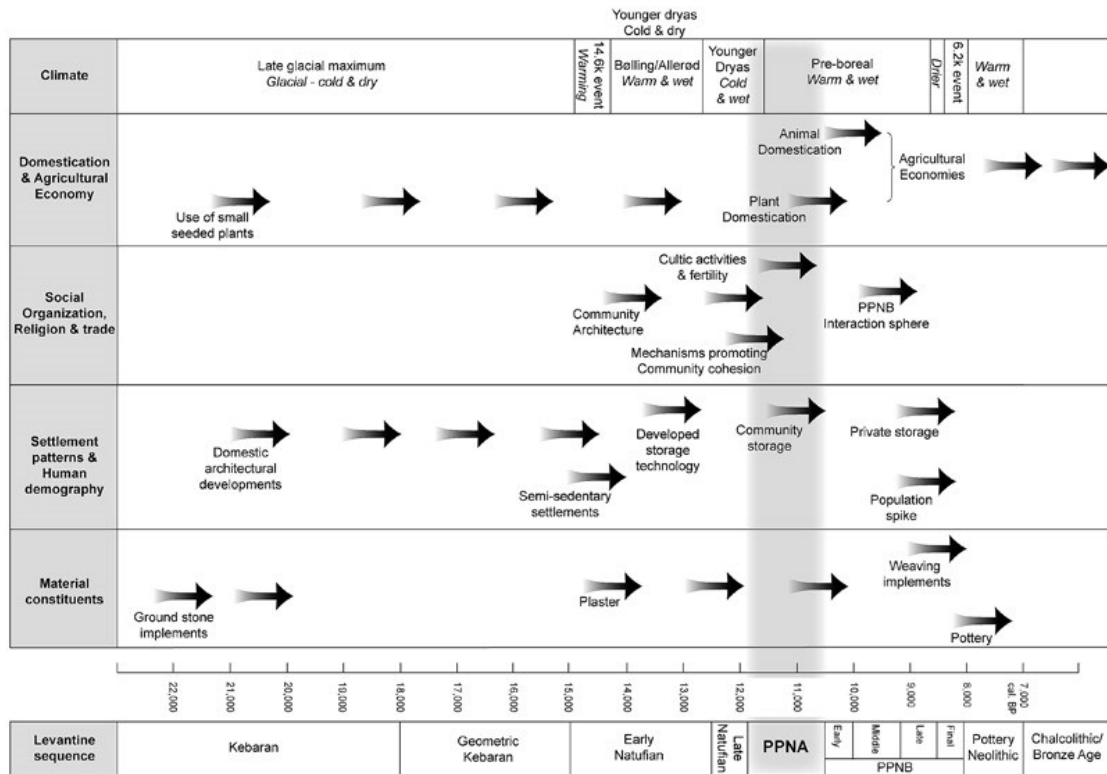 Younger dryas
Cold & dry
Climate
Late glacial maximum
Glacial - cold & dry
14.6k event
Warming
Bølling/Allerød
Warm & wet
Younger
Dryas
Cold
& wet
Pre-boreal
Warm & wet
Drier
6.2k event
Warm
& wet
Domestication
& Agricultural
Economy
Use of small
seeded plants
Animal
Domestication
Plant
Domestication
Agricultural
Economies
Social
Organization,
Religion & trade
Community
Architecture
Cultic activities
& fertility
Mechanisms promoting
Community cohesion
PPNB
Interaction sphere
Settlement
patterns &
Human
demography
Domestic
architectural
developments
Semi-sedentary
settlements
Developed
storage
technology
Community
storage
Private storage
Population
spike
Material
constituents
Ground stone
implements
Plaster
Weaving
implements
Pottery
22,000
21,000
20,000
18,000
17,000
16,000
15,000
14,000
13,000
12,000
11,000
10,000
9,000
8,000
7,000
cal. BP
Levantine
sequence
Kebaran
Geometric
Kebaran
Early
Natufian
Late
Natufian
PPNA
Early
Middle
Late
Final
PPNB
Pottery
Neolithic
Chalcolithic/
Bronze Age